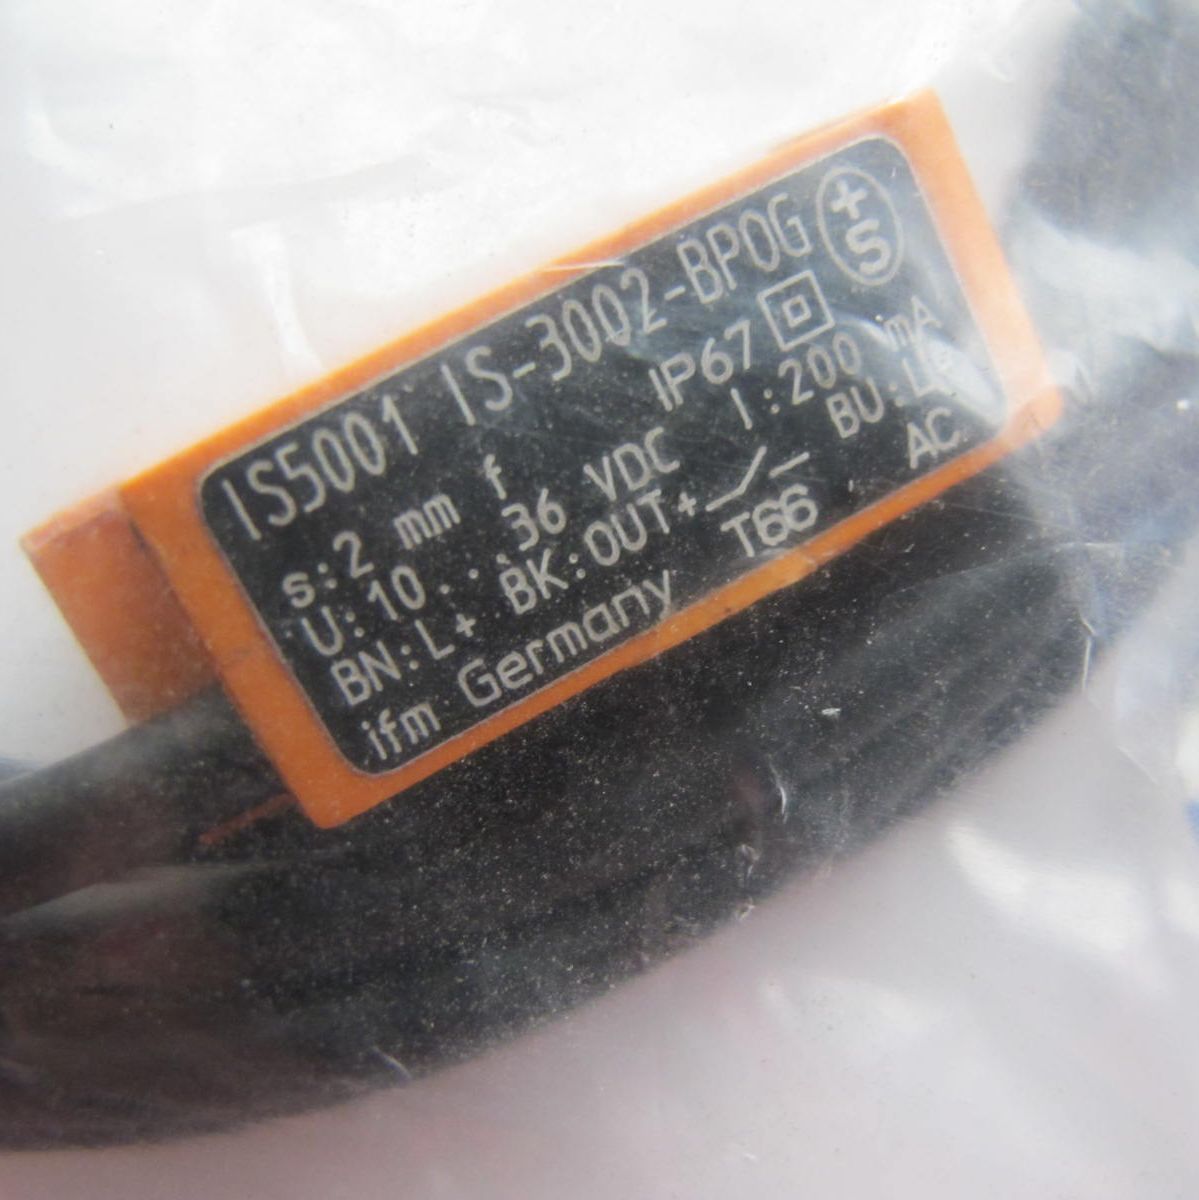 IS5001 IS-3002-BPOG +S
s:2 mm f IP67
U:10...36 VDC I:200 mA
BN:L+ BK:OUT+ BU:L-
ifm Germany T66 AC